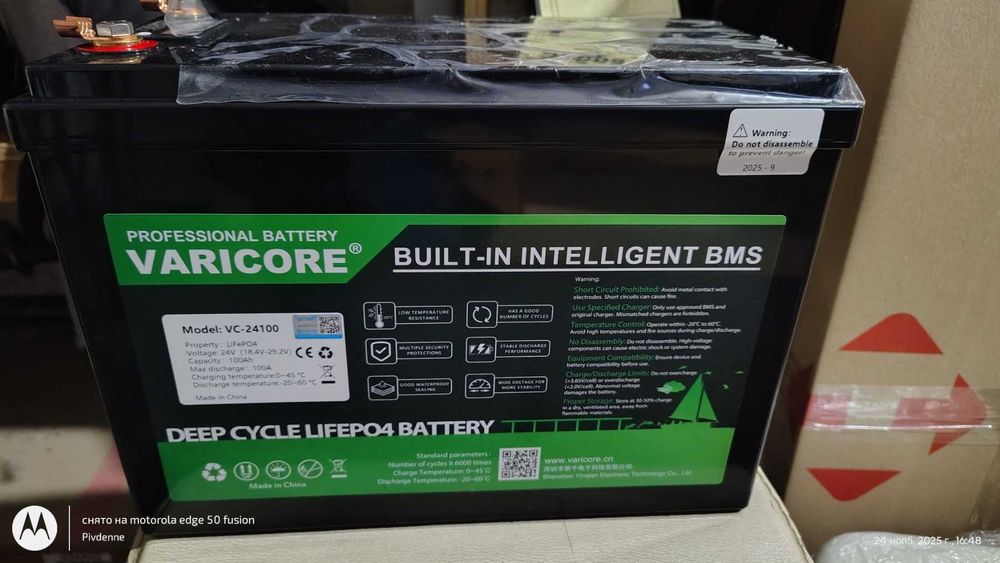 Warning:
Do not disassemble
to prevent danger!
2025 - 9
PROFESSIONAL BATTERY
VARICORE®
BUILT-IN INTELLIGENT BMS
Model: VC-24100
Property: LiFePO4
Voltage: 24V (18.4V-29.2V)
Capacity: 100Ah
Max discharge: 100A
Charging temperature:0~45℃
Discharge temperature:-20~60℃
Made in China
CE
LOW TEMPERATURE
RESISTANCE
HAS A GOOD
NUMBER OF CYCLES
MULTIPLE SECURITY
PROTECTIONS
STABLE DISCHARGE
PERFORMANCE
GOOD WATERPROOF
SEALING
WIDE VOLTAGE FOR
MORE STABILITY
Warning:
Short Circuit Prohibited: Avoid metal contact with
electrodes. Short circuits can cause fire.
Use Specified Charger: Only use approved BMS and
original charger. Mismatched chargers are forbidden.
Temperature Control: Operate within -20℃ to 60℃.
Avoid high temperatures and fire sources during charge/discharge.
No Disassembly: Do not disassemble. High voltage
components can cause electric shock or system damage.
Equipment Compatibility: Ensure device and
battery compatibility before use.
Charge/Discharge Limits: Do not overcharge
(>3.65V/cell) or overdischarge
(<2.0V/cell). Abnormal voltage
damages the battery.
Proper Storage: Store at 30-50% charge
in a dry, ventilated area, away from
flammable materials.
DEEP CYCLE LIFEPO4 BATTERY
Made in China
Standard parameters:
Number of cycles ≥ 6000 times
Charge Temperature: 0~45℃
Discharge Temperature: -20~60℃
www.varicore.cn
Shenzhen Yinpan Electronic Technology Co., Ltd.
снято на motorola edge 50 fusion
Pivdenne
24 нояб. 2025 г., 16:48